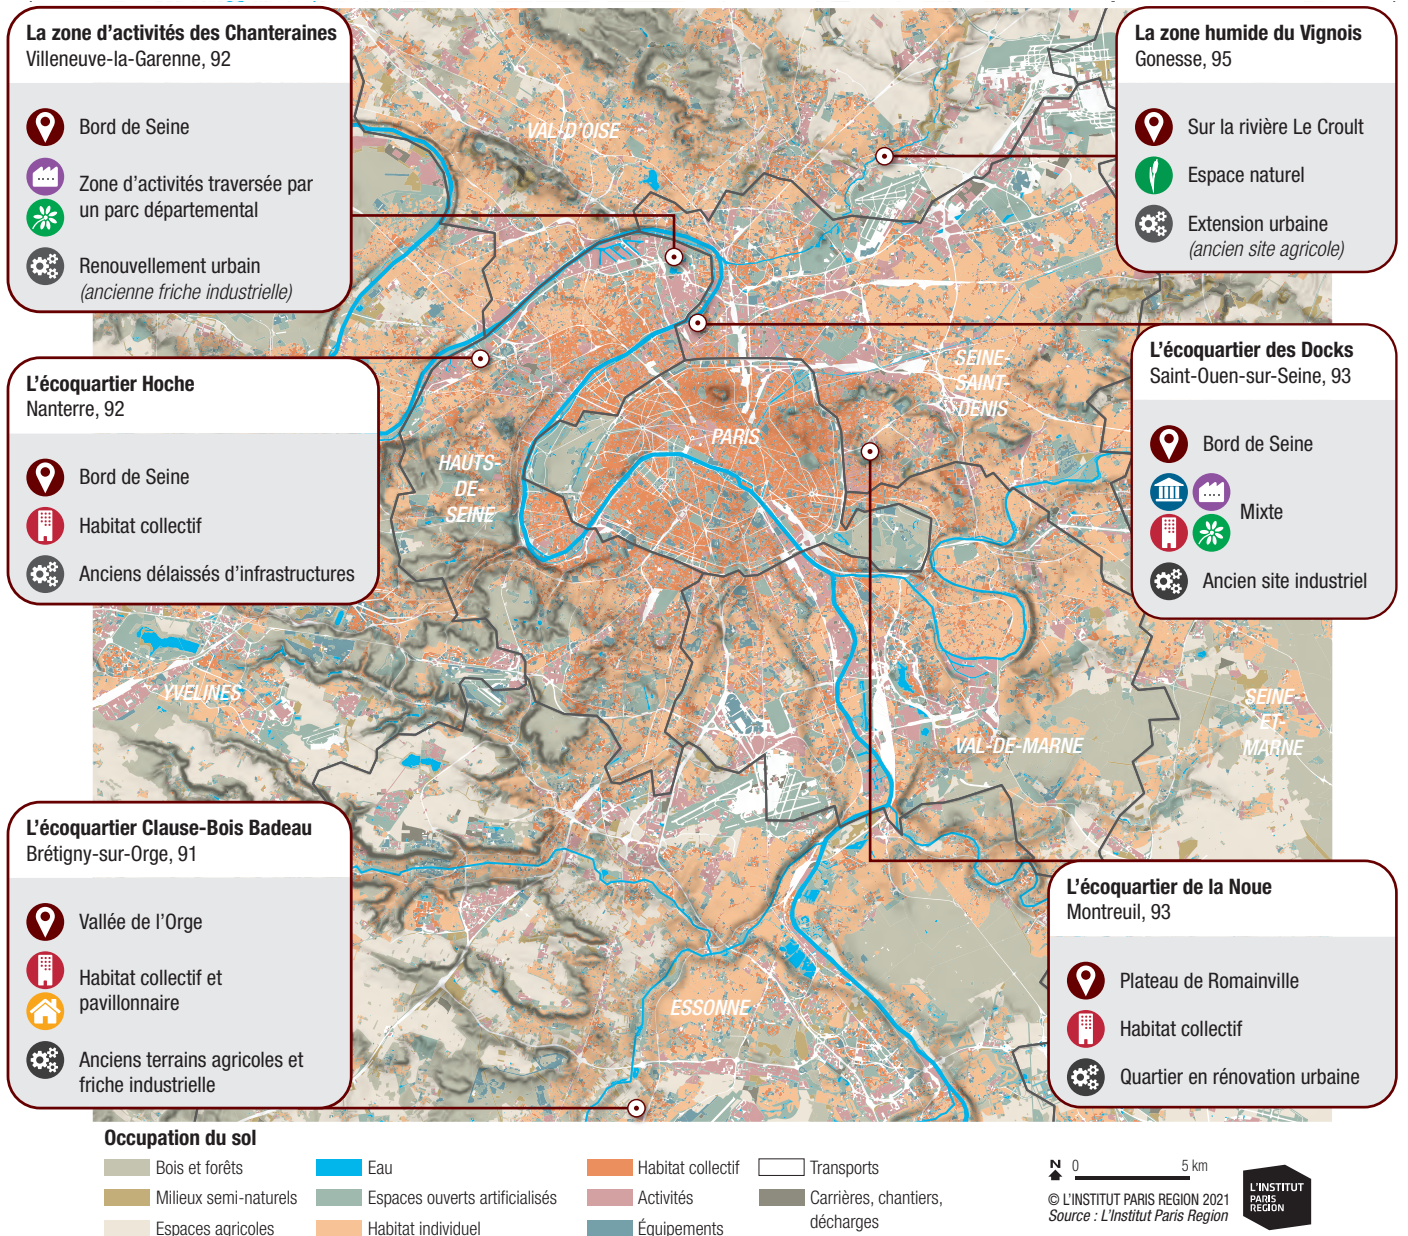 La zone d'activités des Chanteraines
Villeneuve-la-Garenne, 92
Bord de Seine
Zone d'activités traversée par
un parc départemental
Renouvellement urbain
(ancienne friche industrielle)
La zone humide du Vignois
Gonesse, 95
Sur la rivière Le Croult
Espace naturel
Extension urbaine
(ancien site agricole)
L'écoquartier Hoche
Nanterre, 92
Bord de Seine
Habitat collectif
Anciens délaissés d'infrastructures
L'écoquartier des Docks
Saint-Ouen-sur-Seine, 93
Bord de Seine
Mixte
Ancien site industriel
L'écoquartier Clause-Bois Badeau
Brétigny-sur-Orge, 91
Vallée de l'Orge
Habitat collectif et
pavillonnaire
Anciens terrains agricoles et
friche industrielle
L'écoquartier de la Noue
Montreuil, 93
Plateau de Romainville
Habitat collectif
Quartier en rénovation urbaine
VAL-D'OISE
SEINE-
SAINT-
DENIS
PARIS
HAUTS-
DE-
SEINE
YVELINES
VAL-DE-MARNE
SEINE-
ET-
MARNE
ESSONNE
Occupation du sol
Bois et forêts
Milieux semi-naturels
Espaces agricoles
Eau
Espaces ouverts artificialisés
Habitat individuel
Habitat collectif
Activités
Équipements
Transports
Carrières, chantiers,
décharges
N 0 5 km
© L'INSTITUT PARIS REGION 2021
Source : L'Institut Paris Region
L'INSTITUT
PARIS
REGION